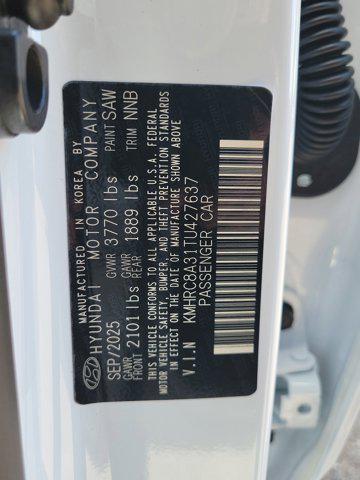 MANUFACTURED IN KOREA BY
HYUNDAI MOTOR COMPANY
SEP/2025 GVWR 3770 lbs PAINT SAW
GAWR FRONT 2101 lbs GAWR REAR 1889 lbs TRIM NNB
THIS VEHICLE CONFORMS TO ALL APPLICABLE U.S.A. FEDERAL
MOTOR VEHICLE SAFETY, BUMPER, AND THEFT PREVENTION STANDARDS
IN EFFECT ON THE DATE OF MANUFACTURE SHOWN ABOVE
V.I.N KMHRC8A31TU427637
PASSENGER CAR